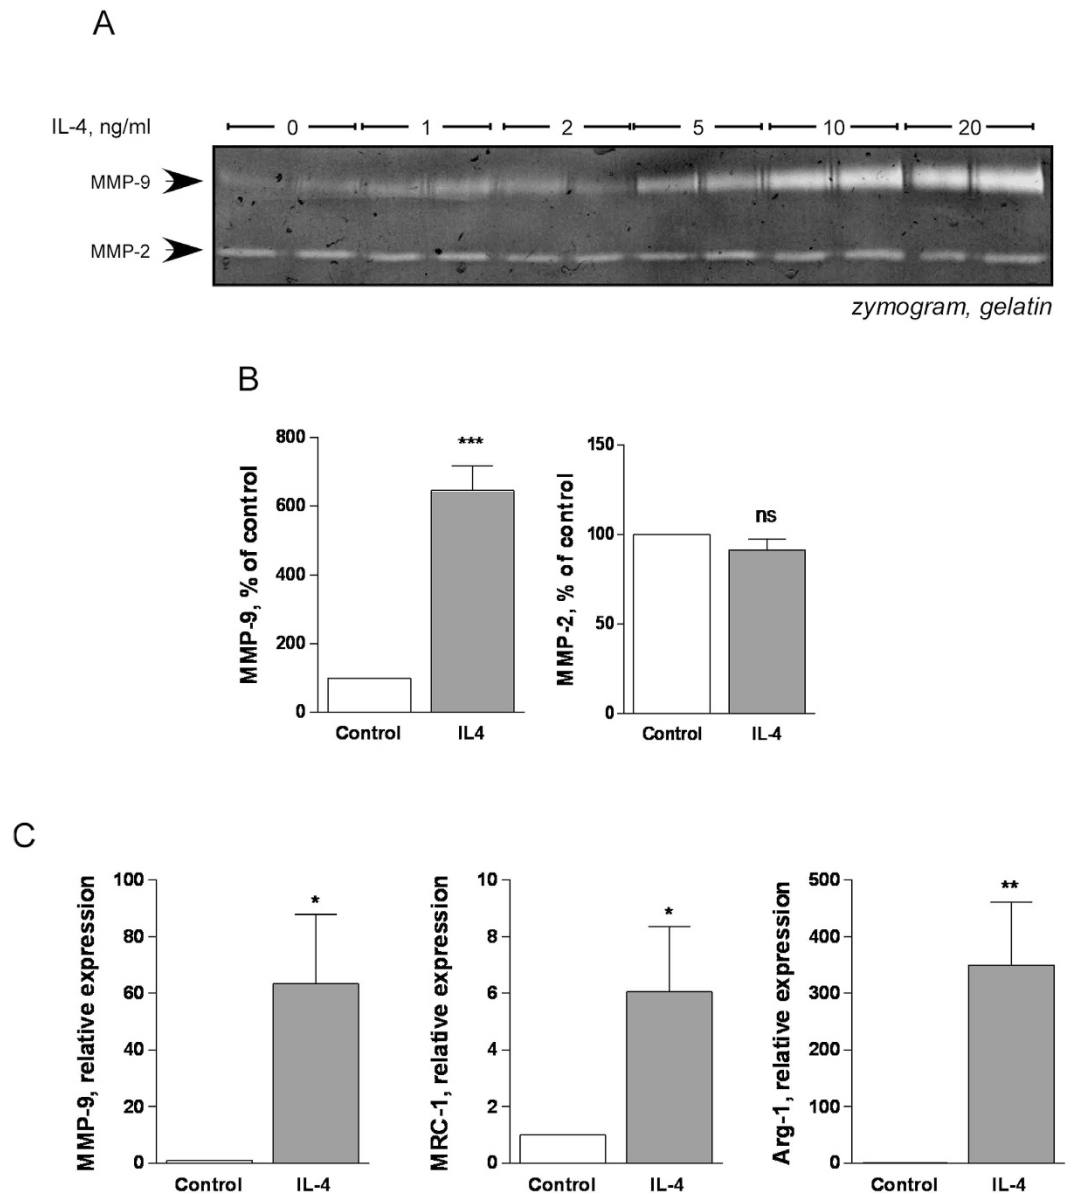 A
IL-4, ng/ml 0 1 2 5 10 20
MMP-9
MMP-2
zymogram, gelatin
B
MMP-9, % of control
800
600
400
200
0
***
Control IL4
MMP-2, % of control
150
100
50
0
ns
Control IL-4
C
MMP-9, relative expression
100
80
60
40
20
0
*
Control IL-4
MRC-1, relative expression
10
8
6
4
2
0
*
Control IL-4
Arg-1, relative expression
500
400
300
200
100
0
**
Control IL-4